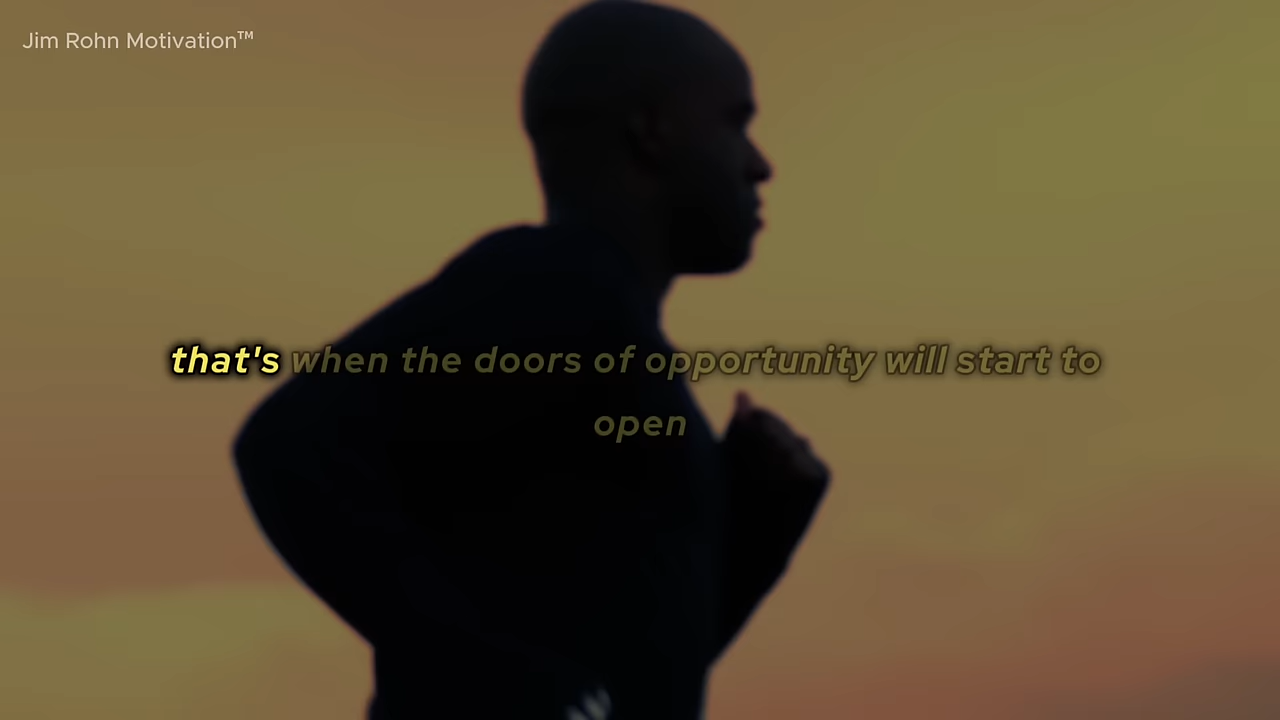 Jim Rohn Motivation™
that's when the doors of opportunity will start to
open